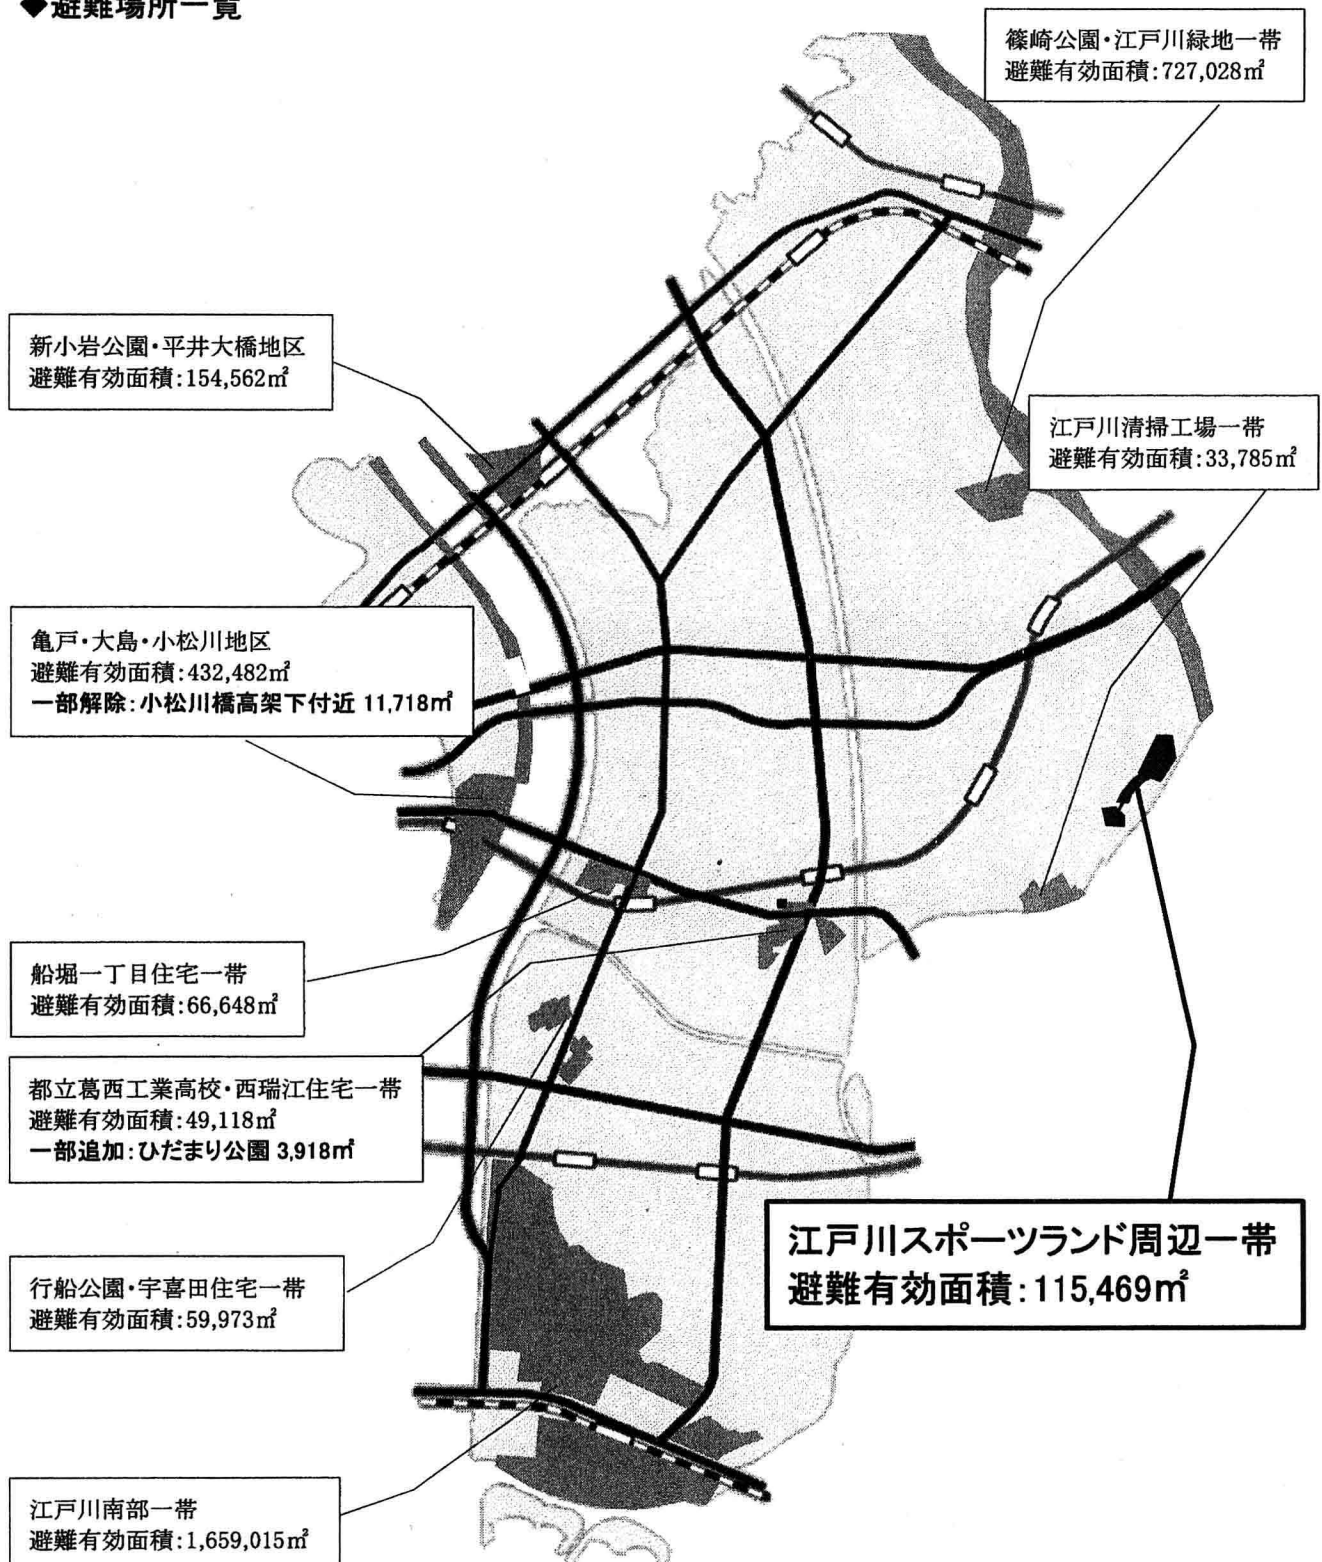 ◆避難場所一覧
篠崎公園・江戸川緑地一帯
避難有効面積:727,028㎡
新小岩公園・平井大橋地区
避難有効面積:154,562㎡
江戸川清掃工場一帯
避難有効面積:33,785㎡
亀戸・大島・小松川地区
避難有効面積:432,482㎡
一部解除:小松川橋高架下付近 11,718㎡
船堀一丁目住宅一帯
避難有効面積:66,648㎡
都立葛西工業高校・西瑞江住宅一帯
避難有効面積:49,118㎡
一部追加:ひだまり公園 3,918㎡
江戸川スポーツランド周辺一帯
避難有効面積:115,469㎡
行船公園・宇喜田住宅一帯
避難有効面積:59,973㎡
江戸川南部一帯
避難有効面積:1,659,015㎡